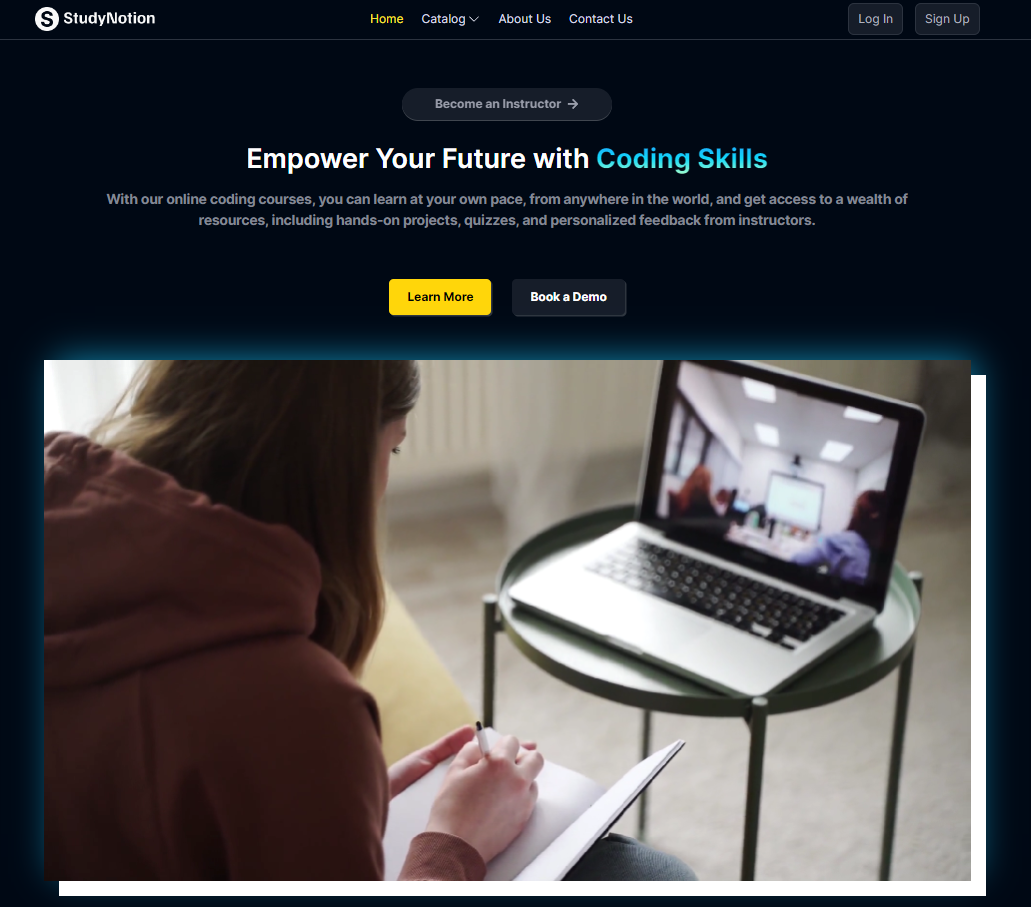 StudyNotion
Home Catalog About Us Contact Us
Log In Sign Up
Become an Instructor →
Empower Your Future with Coding Skills
With our online coding courses, you can learn at your own pace, from anywhere in the world, and get access to a wealth of
resources, including hands-on projects, quizzes, and personalized feedback from instructors.
Learn More Book a Demo